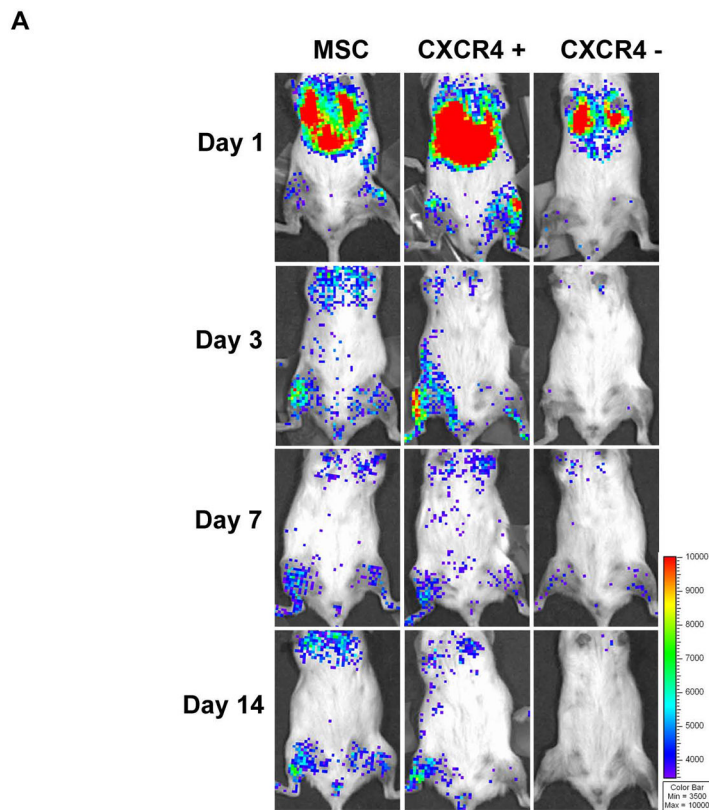 A
MSC CXCR4 + CXCR4 -
Day 1
Day 3
Day 7
Day 14
10000
9000
8000
7000
6000
5000
4000
Color Bar
Min = 3500
Max = 10000